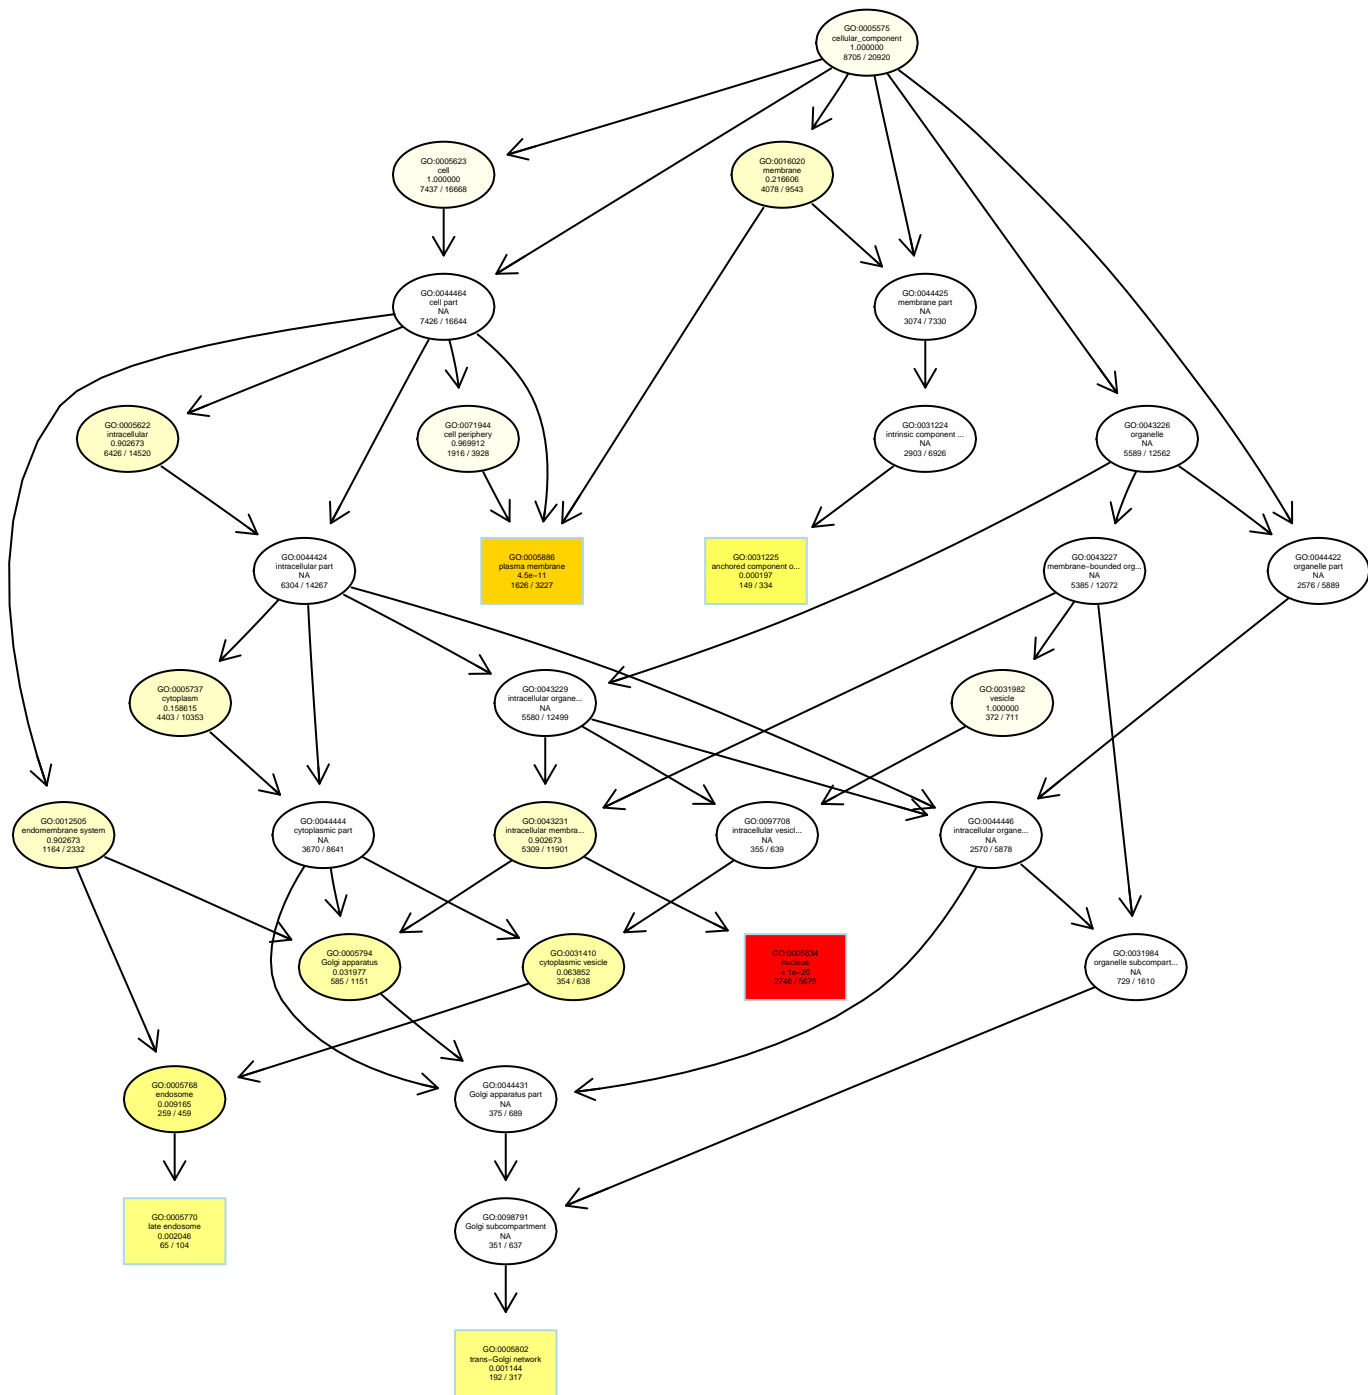 GO:0005575
cellular_component
1.000000
8705 / 20920
GO:0005623
cell
1.000000
7437 / 16668
GO:0016020
membrane
0.216606
4078 / 9543
GO:0044464
cell part
NA
7426 / 16644
GO:0044425
membrane part
NA
3074 / 7330
GO:0005622
intracellular
0.902673
6426 / 14520
GO:0071944
cell periphery
0.969912
1916 / 3928
GO:0031224
intrinsic component ...
NA
2903 / 6926
GO:0043226
organelle
NA
5589 / 12562
GO:0044424
intracellular part
NA
6304 / 14267
GO:0005886
plasma membrane
4.5e−11
1626 / 3227
GO:0031225
anchored component o...
0.000197
149 / 334
GO:0043227
membrane−bounded org...
NA
5385 / 12072
GO:0044422
organelle part
NA
2576 / 5889
GO:0005737
cytoplasm
0.158615
4403 / 10353
GO:0043229
intracellular organe...
NA
5580 / 12499
GO:0031982
vesicle
1.000000
372 / 711
GO:0012505
endomembrane system
0.902673
1164 / 2332
GO:0044444
cytoplasmic part
NA
3670 / 8641
GO:0043231
intracellular membra...
0.902673
5309 / 11901
GO:0097708
intracellular vesicl...
NA
355 / 639
GO:0044446
intracellular organe...
NA
2570 / 5878
GO:0005794
Golgi apparatus
0.031977
585 / 1151
GO:0031410
cytoplasmic vesicle
0.063852
354 / 638
GO:0005634
nucleus
< 1e−20
2746 / 5675
GO:0031984
organelle subcompart...
NA
729 / 1610
GO:0005768
endosome
0.009165
259 / 459
GO:0044431
Golgi apparatus part
NA
375 / 689
GO:0005770
late endosome
0.002046
65 / 104
GO:0098791
Golgi subcompartment
NA
351 / 637
GO:0005802
trans−Golgi network
0.001144
192 / 317